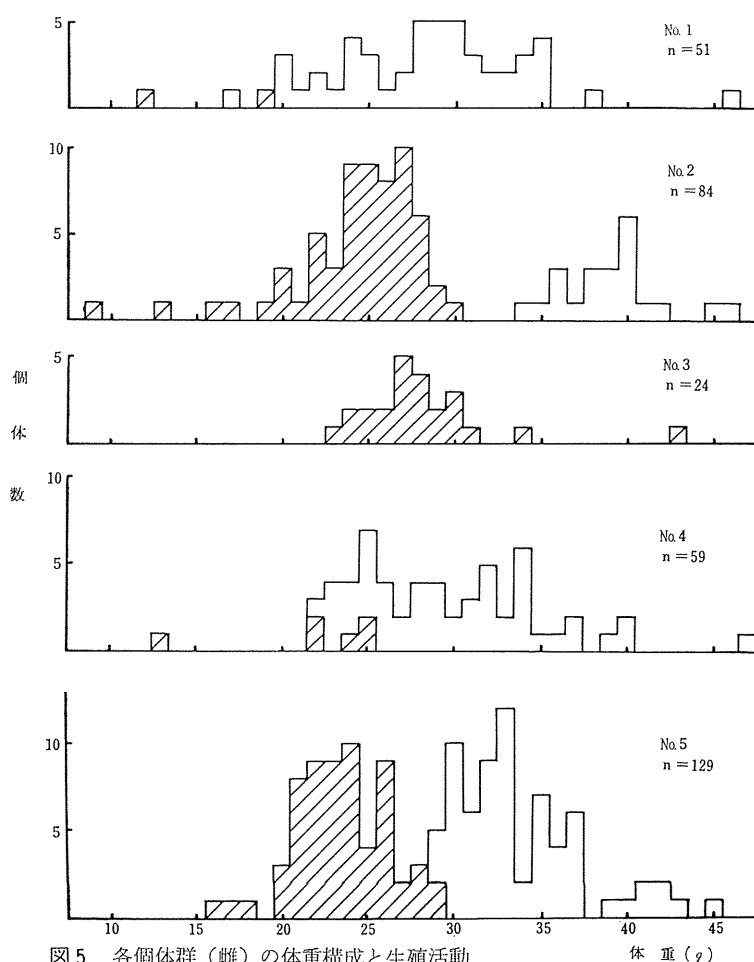 5
No. 1
n = 51
10
5
No. 2
n = 84
5
No. 3
n = 24
個
体
数
10
5
No. 4
n = 59
10
5
No. 5
n = 129
10 15 20 25 30 35 40 45
図5 各個体群（雌）の体重構成と生殖活動
体 重 (g)